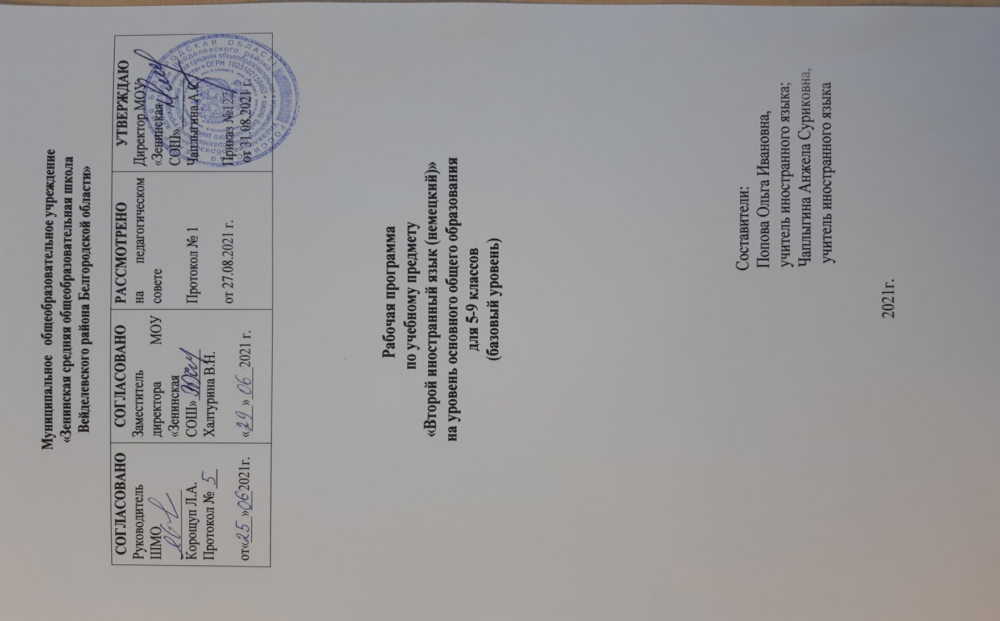 Муниципальное общеобразовательное учреждение
«Зенинская средняя общеобразовательная школа
Вейделевского района Белгородской области»
СОГЛАСОВАНО
Руководитель
ШМО
Корощуп Л.А.
Протокол № 5
от«25»062021г.
СОГЛАСОВАНО
Заместитель
директора МОУ
«Зенинская
СОШ»
Халтурина В.Н.
«29» 06 2021 г.
РАССМОТРЕНО
на педагогическом
совете
Протокол № 1
от 27.08.2021 г.
УТВЕРЖДАЮ
Директор МОУ
«Зенинская
СОШ»
Чаплыгина А.С.
Приказ №122
от 31.08.2021 г.
ОГРН 1023102158463
Рабочая программа
по учебному предмету
«Второй иностранный язык (немецкий)»
на уровень основного общего образования
для 5-9 классов
(базовый уровень)
Составители:
Попова Ольга Ивановна,
учитель иностранного языка;
Чаплыгина Анжела Суриковна,
учитель иностранного языка
2021г.